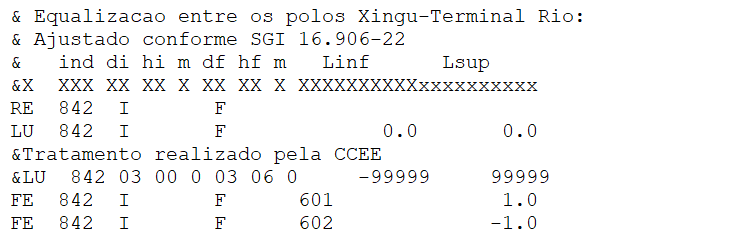 & Equalizacao entre os polos Xingu-Terminal Rio:
& Ajustado conforme SGI 16.906-22
&   ind di hi m df hf m   Linf      Lsup
&X  XXX XX XX X XX XX X XXXXXXXXXXxxxxxxxxxx
RE  842  I       F
LU  842  I       F             0.0       0.0
&Tratamento realizado pela CCEE
&LU  842 03 00 0 03 06 0     -99999     99999
FE  842  I       F      601              1.0
FE  842  I       F      602             -1.0